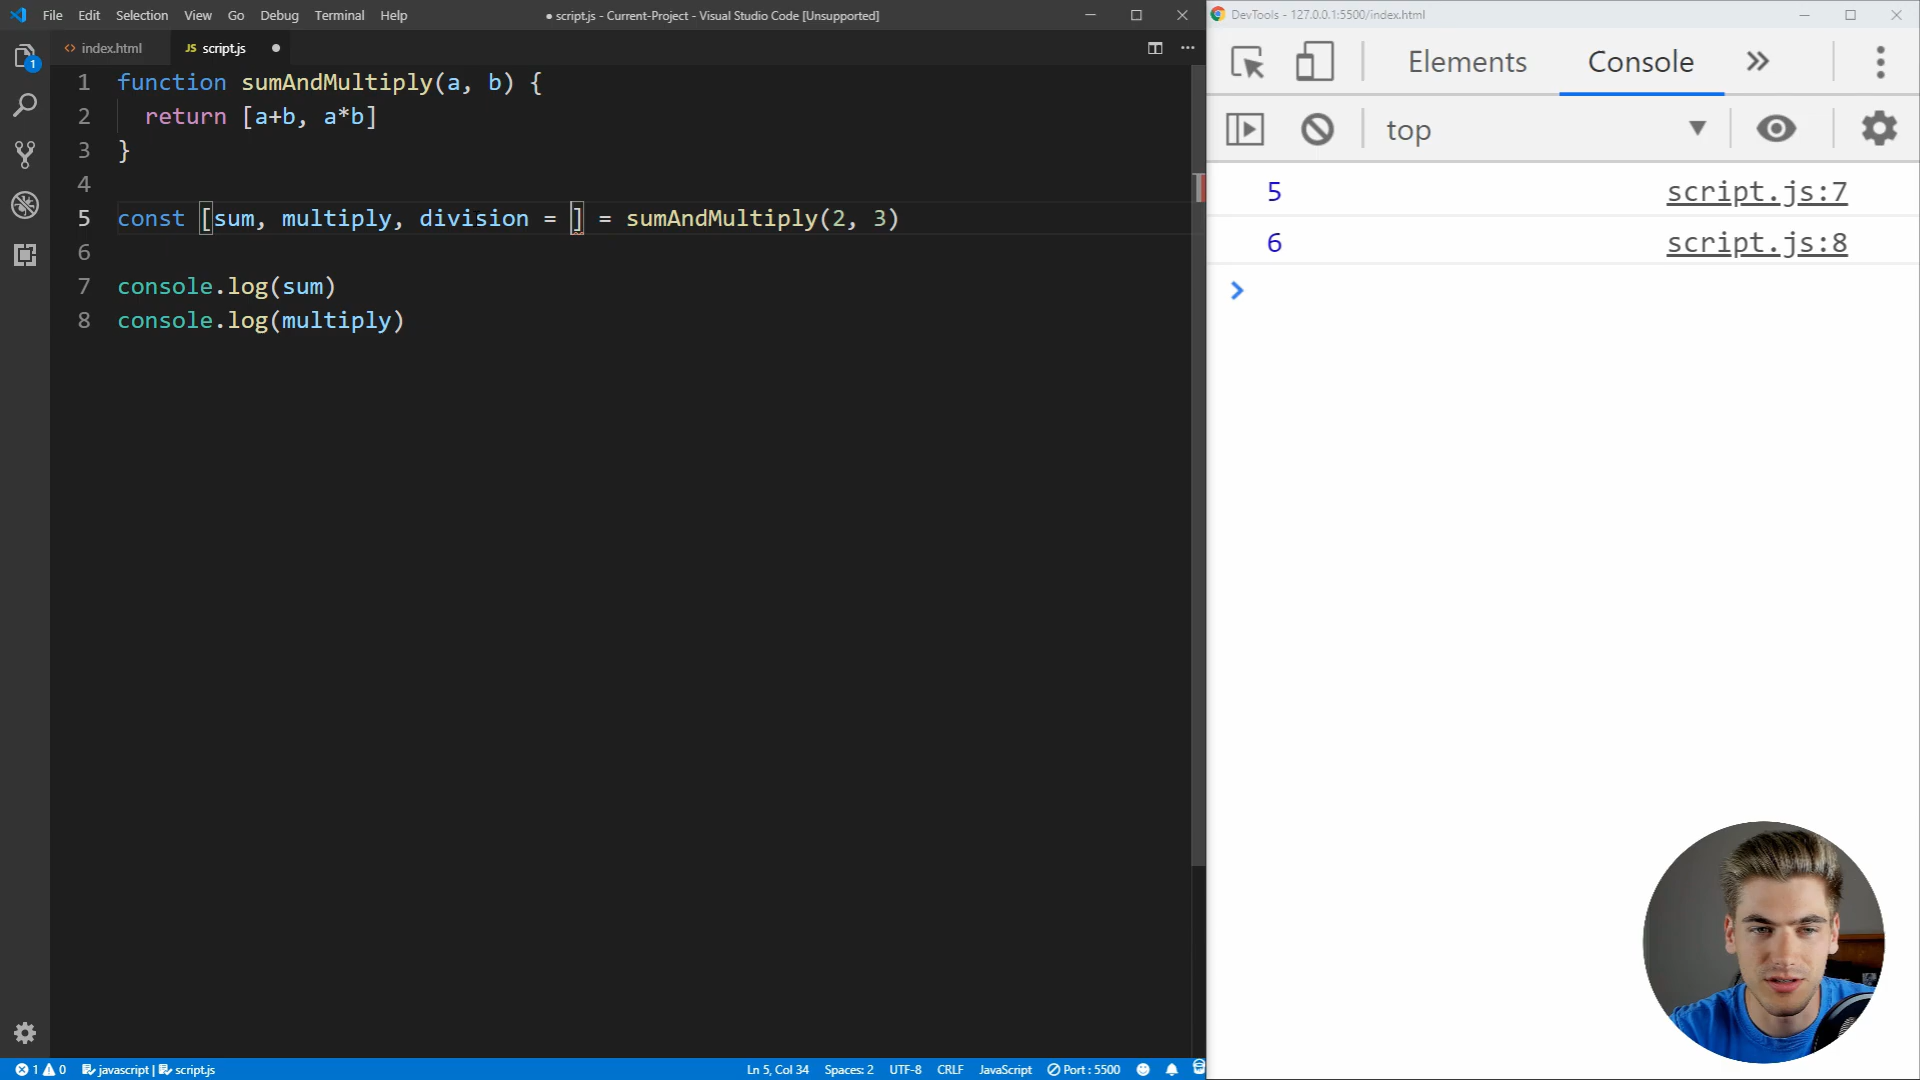 File Edit Selection View Go Debug Terminal Help
● script.js - Current-Project - Visual Studio Code [Unsupported]
<> index.html
JS script.js
1
1 function sumAndMultiply(a, b) {
2 return [a+b, a*b]
3 }
4
5 const [sum, multiply, division = ] = sumAndMultiply(2, 3)
6
7 console.log(sum)
8 console.log(multiply)
1 0 javascript | script.js
Ln 5, Col 34 Spaces: 2 UTF-8 CRLF JavaScript Port : 5500
DevTools - 127.0.0.1:5500/index.html
Elements Console »
top
5 script.js:7
6 script.js:8